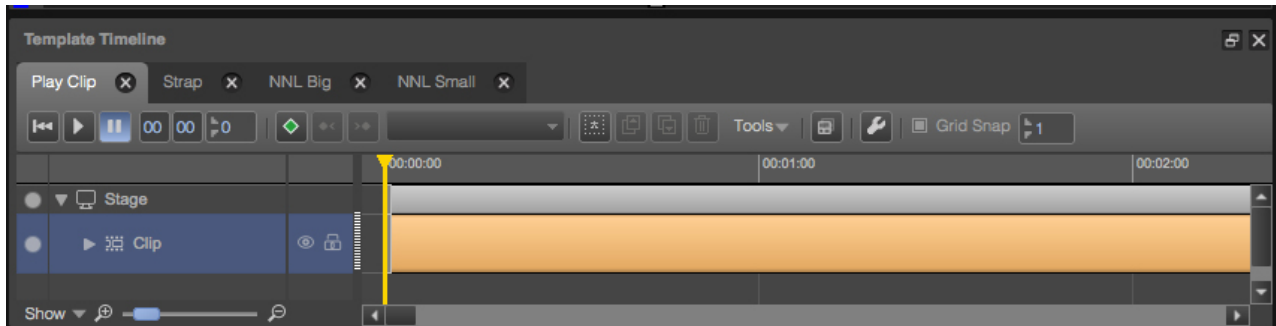 Template Timeline
Play Clip Strap NNL Big NNL Small
00 00 0 Tools Grid Snap 1
00:00:00 00:01:00 00:02:00
Stage
Clip
Show